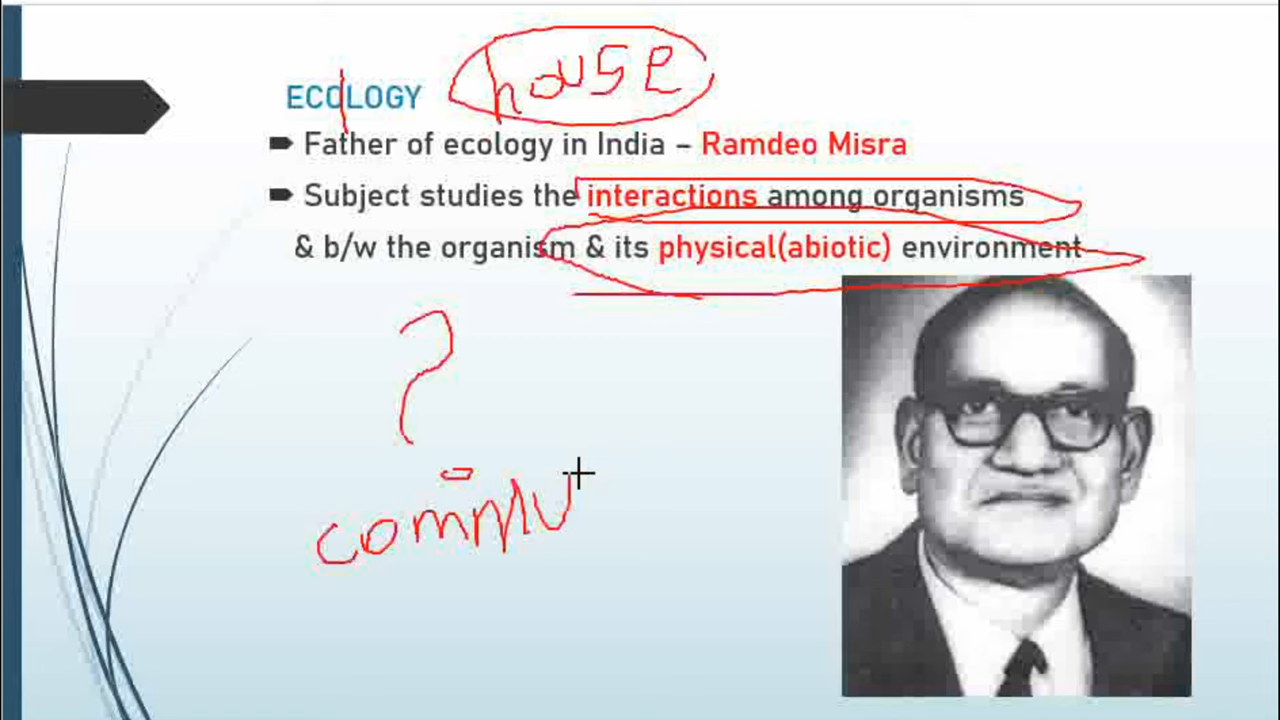 house
ECOLOGY
Father of ecology in India – Ramdeo Misra
Subject studies the interactions among organisms
& b/w the organism & its physical(abiotic) environment
?